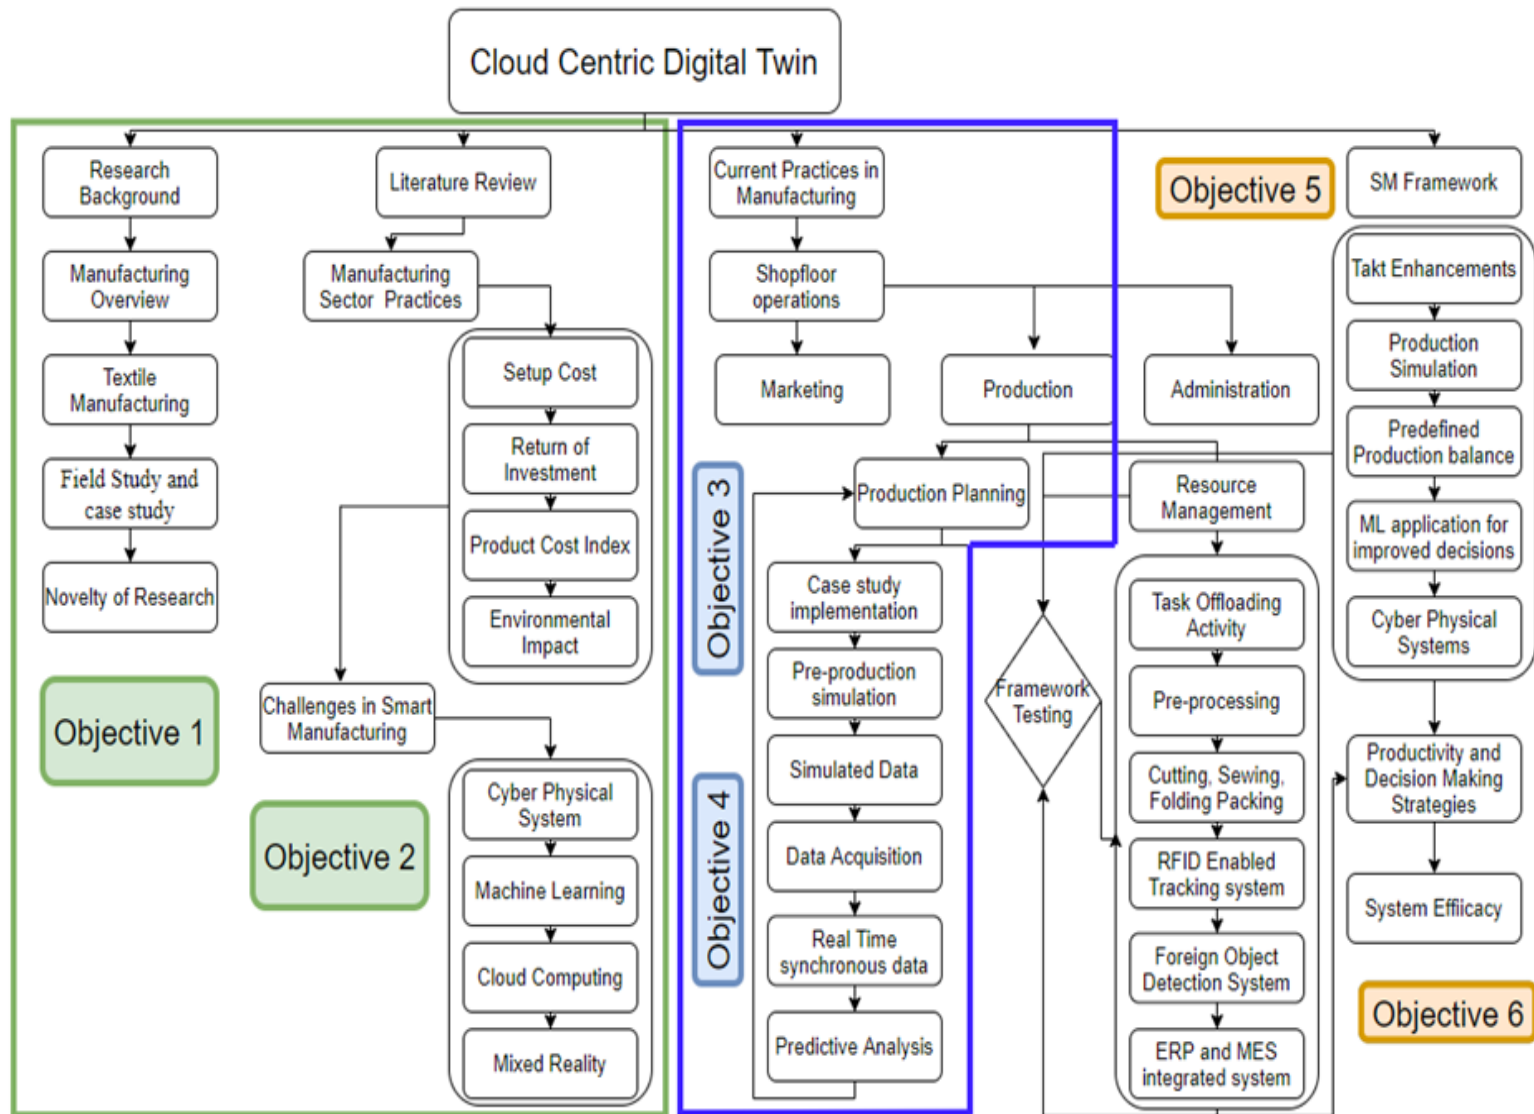 Cloud Centric Digital Twin
Research
Background
Manufacturing
Overview
Textile
Manufacturing
Field Study and
case study
Novelty of Research
Objective 1
Literature Review
Manufacturing
Sector Practices
Setup Cost
Return of
Investment
Product Cost Index
Environmental
Impact
Challenges in Smart
Manufacturing
Objective 2
Cyber Physical
System
Machine Learning
Cloud Computing
Mixed Reality
Current Practices in
Manufacturing
Shopfloor
operations
Marketing
Production
Administration
Objective 3
Objective 4
Production Planning
Case study
implementation
Pre-production
simulation
Simulated Data
Data Acquisition
Real Time
synchronous data
Predictive Analysis
Resource
Management
Framework
Testing
Task Offloading
Activity
Pre-processing
Cutting, Sewing,
Folding Packing
RFID Enabled
Tracking system
Foreign Object
Detection System
ERP and MES
integrated system
Objective 5
SM Framework
Takt Enhancements
Production
Simulation
Predefined
Production balance
ML application for
improved decisions
Cyber Physical
Systems
Productivity and
Decision Making
Strategies
System Effiicacy
Objective 6